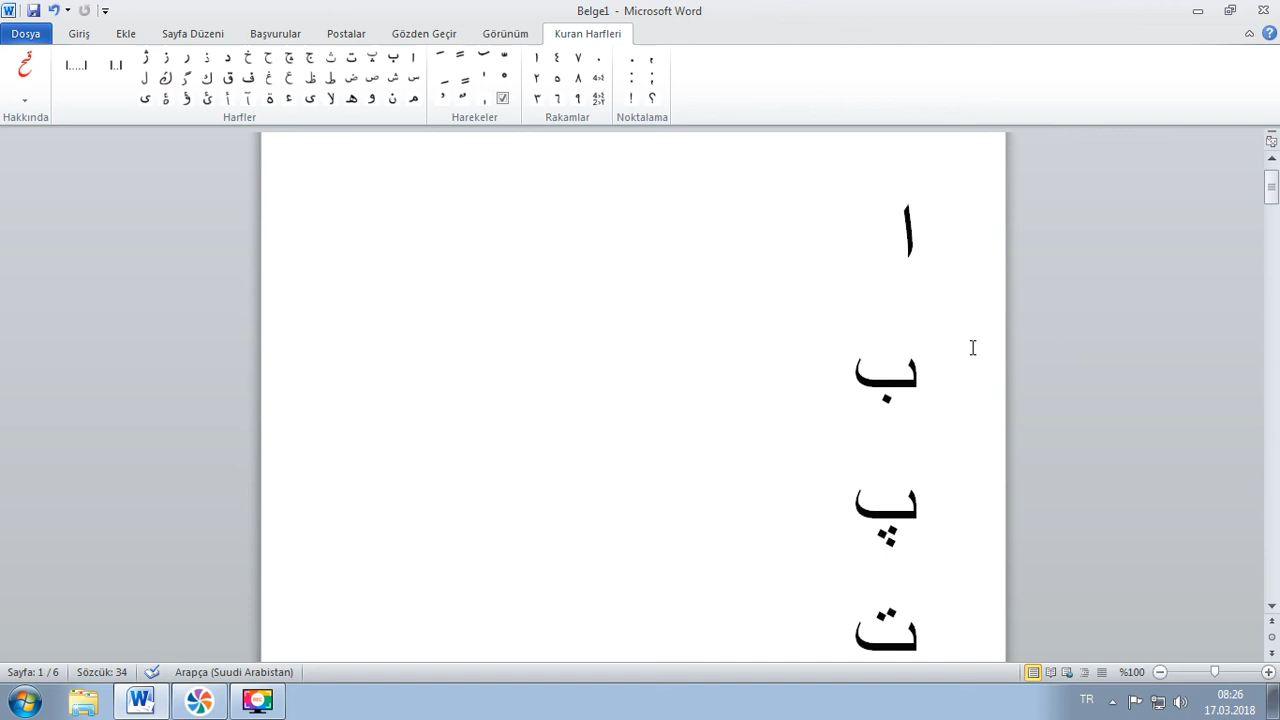 Belge1 - Microsoft Word
Dosya Giriş Ekle Sayfa Düzeni Başvurular Postalar Gözden Geçir Görünüm Kuran Harfleri
ا ب پ ت ث ج چ ح خ د ذ ر ز ژ
س ش ص ض ط ظ ع غ ف ق ك گ ل
م ن و ه لا ى ء ة آ أ ئ ؤ ى
ا.....ا ا..ا
٠ ٧ ٤ ١
٨ ٥ ٢
٩ ٦ ٣
. :
: ;
! ؟
Hakkında Harfler Harekeler Rakamlar Noktalama
ا
ب
پ
ت
Sayfa: 1 / 6 Sözcük: 34 Arapça (Suudi Arabistan) %100
TR 08:26
17.03.2018